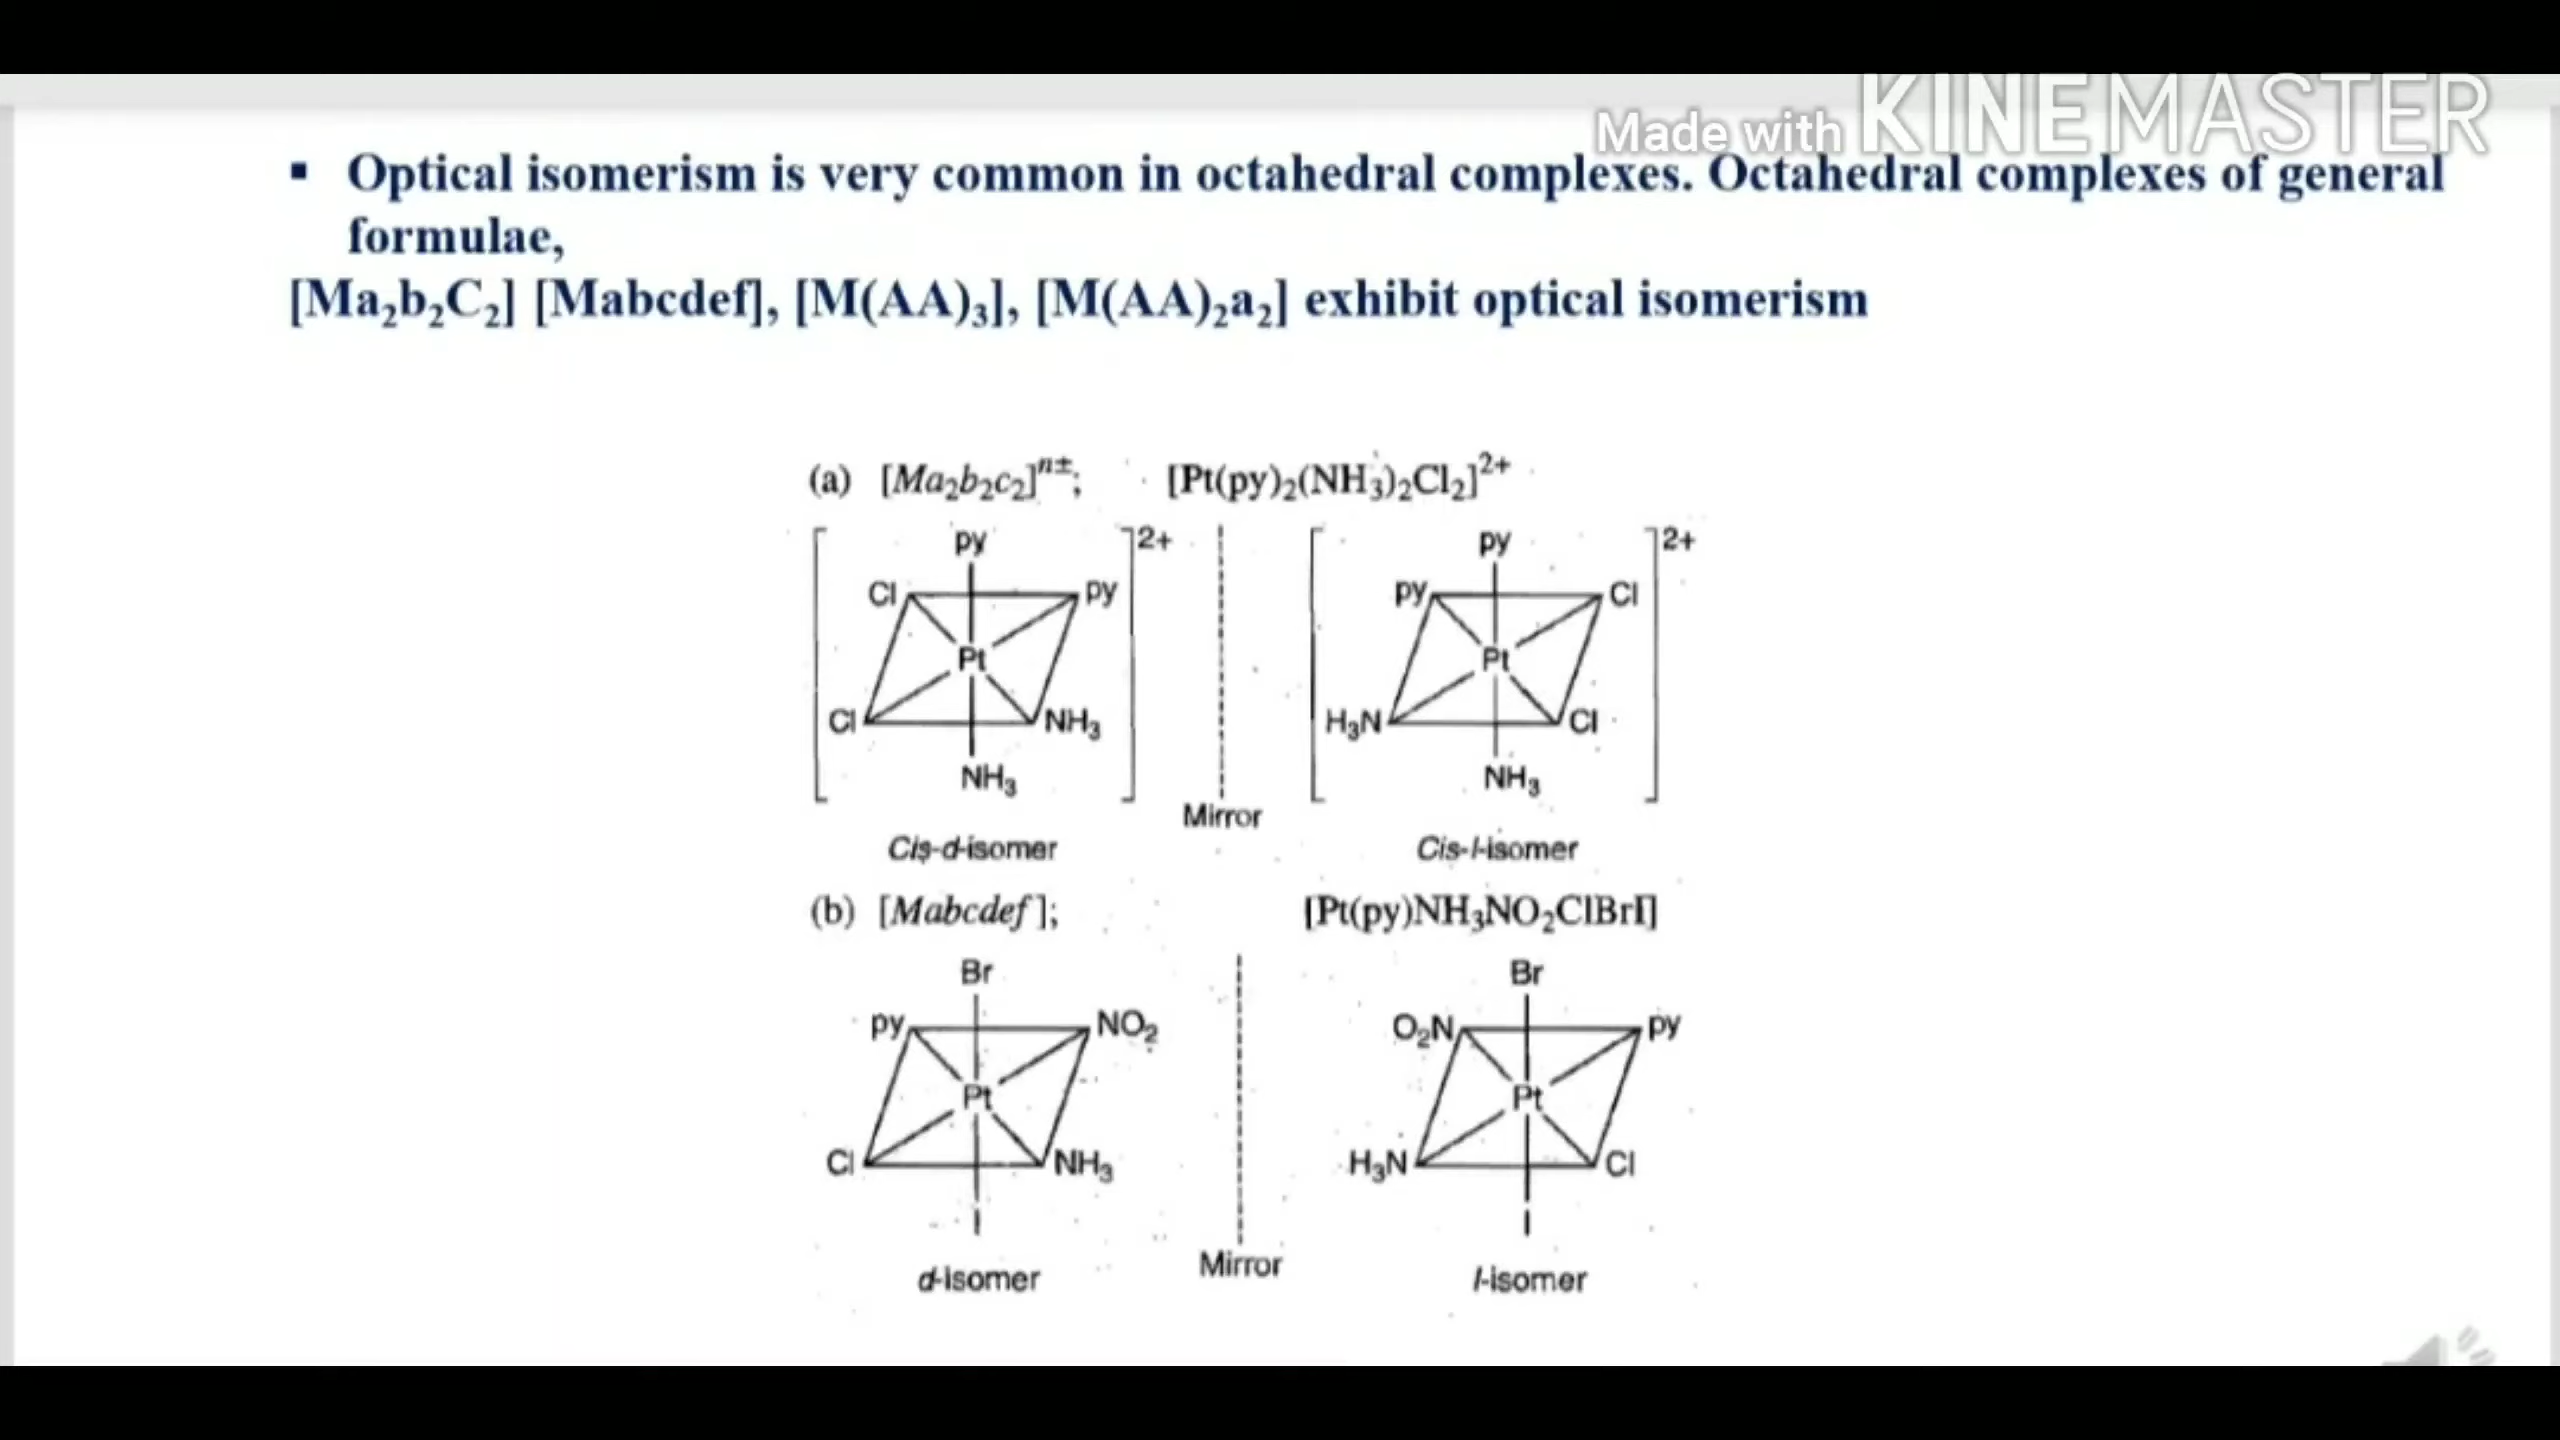 Made with KINEMASTER
▪ Optical isomerism is very common in octahedral complexes. Octahedral complexes of general
formulae,
[Ma₂b₂C₂] [Mabcdef], [M(AA)₃], [M(AA)₂a₂] exhibit optical isomerism
(a) [Ma₂b₂c₂]ⁿ±; [Pt(py)₂(NH₃)₂Cl₂]²⁺
py 2+ py 2+
Cl py py Cl
Pt Pt
Cl NH₃ H₃N Cl
NH₃ NH₃
Mirror
Cis-d-isomer Cis-l-isomer
(b) [Mabcdef]; [Pt(py)NH₃NO₂ClBrI]
Br Br
py NO₂ O₂N py
Pt Pt
Cl NH₃ H₃N Cl
I I
Mirror
d-isomer l-isomer